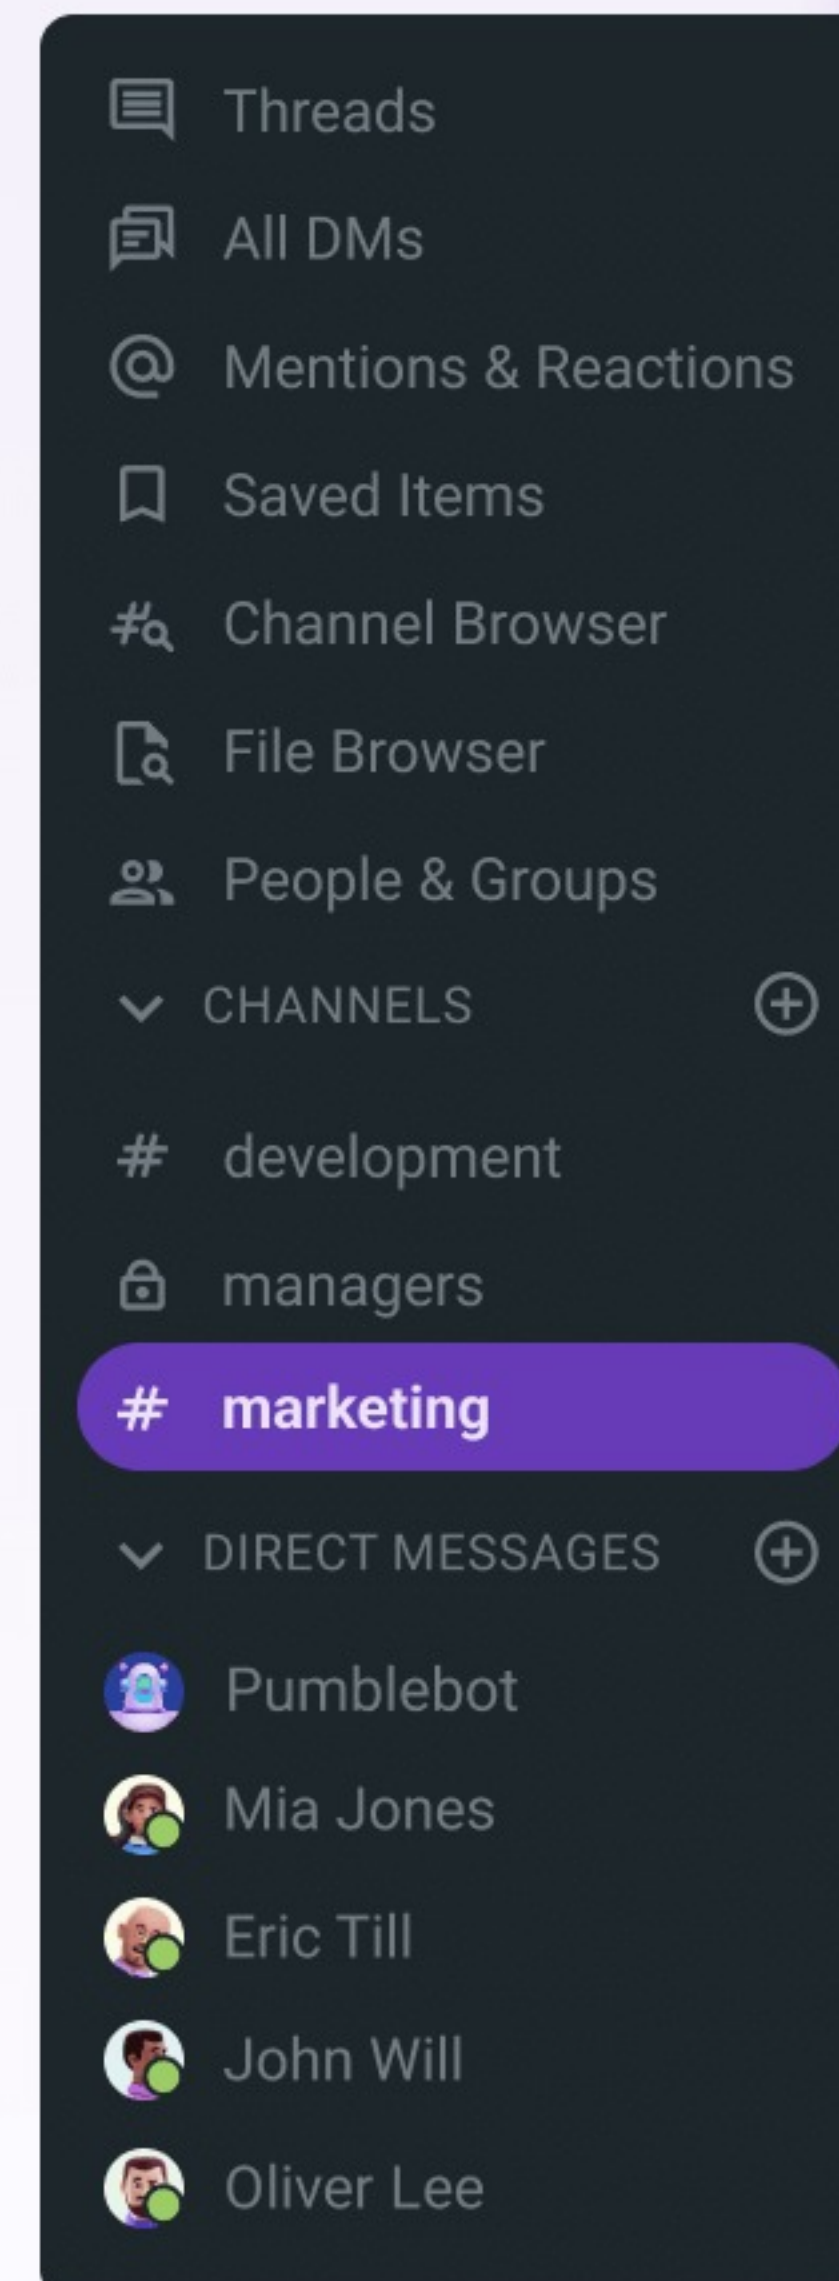 Threads
All DMs
Mentions & Reactions
Saved Items
Channel Browser
File Browser
People & Groups
CHANNELS
# development
managers
# marketing
DIRECT MESSAGES
Pumblebot
Mia Jones
Eric Till
John Will
Oliver Lee